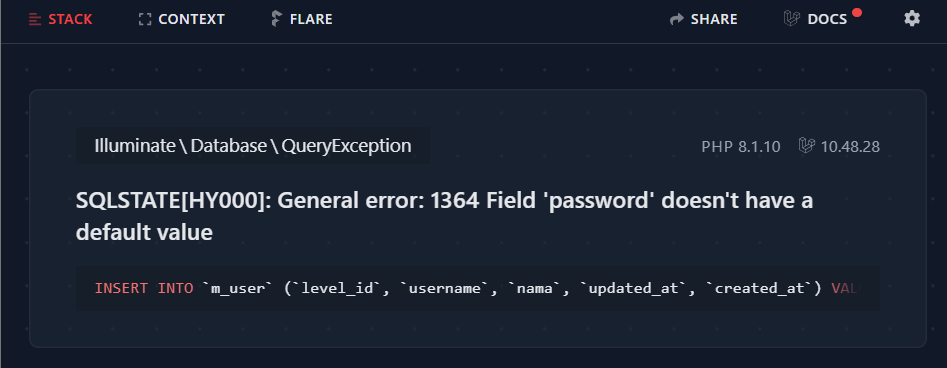 STACK CONTEXT FLARE SHARE DOCS
Illuminate \ Database \ QueryException PHP 8.1.10 10.48.28
SQLSTATE[HY000]: General error: 1364 Field 'password' doesn't have a
default value
INSERT INTO `m_user` (`level_id`, `username`, `nama`, `updated_at`, `created_at`) VAL